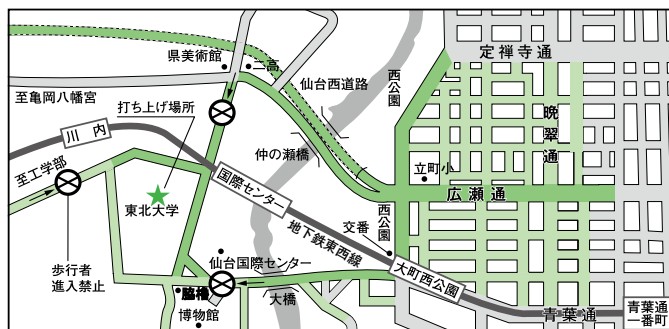 県美術館
二高
至亀岡八幡宮
打ち上げ場所
仙台西道路
西公園
定禅寺通
晩翠通
川内
仲の瀬橋
立町小
至工学部
国際センター
広瀬通
東北大学
西公園
交番
地下鉄東西線
仙台国際センター
大町西公園
歩行者
進入禁止
脇櫓
大橋
博物館
青葉通
青葉通
一番町